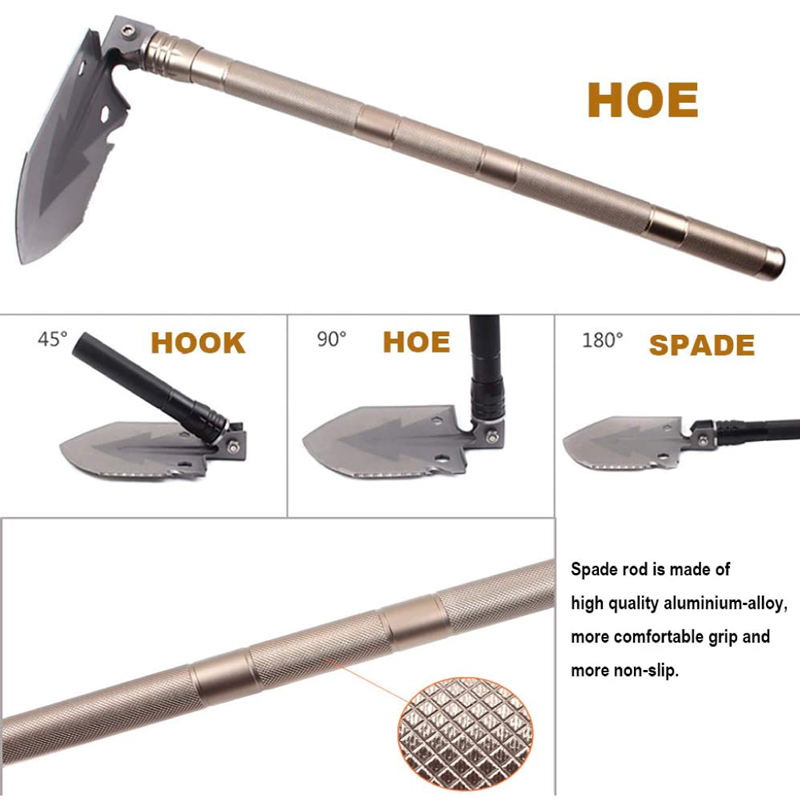 HOE
45°
HOOK
90°
HOE
180°
SPADE
Spade rod is made of
high quality aluminium-alloy,
more comfortable grip and
more non-slip.